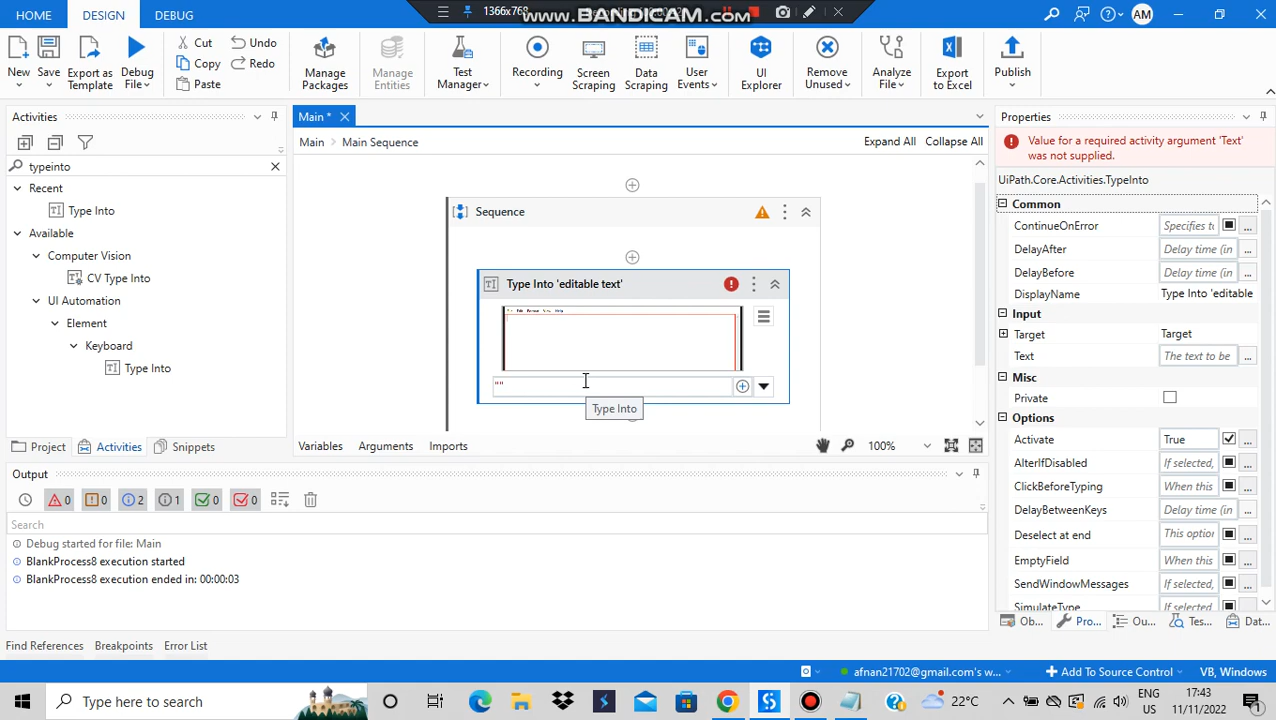 HOME
DESIGN
DEBUG
1366x768
www.BANDICAM.com
AM
New
Save
Export as Template
Debug File
Cut
Copy
Paste
Undo
Redo
Manage Packages
Manage Entities
Test Manager
Recording
Screen Scraping
Data Scraping
User Events
UI Explorer
Remove Unused
Analyze File
Export to Excel
Publish
Activities
typeinto
Recent
Type Into
Available
Computer Vision
CV Type Into
UI Automation
Element
Keyboard
Type Into
Project
Activities
Snippets
Main *
Main > Main Sequence
Expand All
Collapse All
Sequence
Type Into 'editable text'
""
Type Into
Variables
Arguments
Imports
100%
Properties
Value for a required activity argument 'Text' was not supplied.
UiPath.Core.Activities.TypeInto
Common
ContinueOnError Specifies to
DelayAfter Delay time (in
DelayBefore Delay time (in
DisplayName Type Into 'editable
Input
Target Target
Text The text to be
Misc
Private
Options
Activate True
AlterIfDisabled If selected,
ClickBeforeTyping When this
DelayBetweenKeys Delay time (in
Deselect at end This option
EmptyField When this
SendWindowMessages If selected,
SimulateType If selected,
Ob...
Pro...
Ou...
Tes...
Dat...
Output
0
0
2
1
0
0
Search
Debug started for file: Main
BlankProcess8 execution started
BlankProcess8 execution ended in: 00:00:03
Find References
Breakpoints
Error List
afnan21702@gmail.com's w...
Add To Source Control
VB, Windows
Type here to search
22°C
ENG
EN
17:43
11/11/2022
1